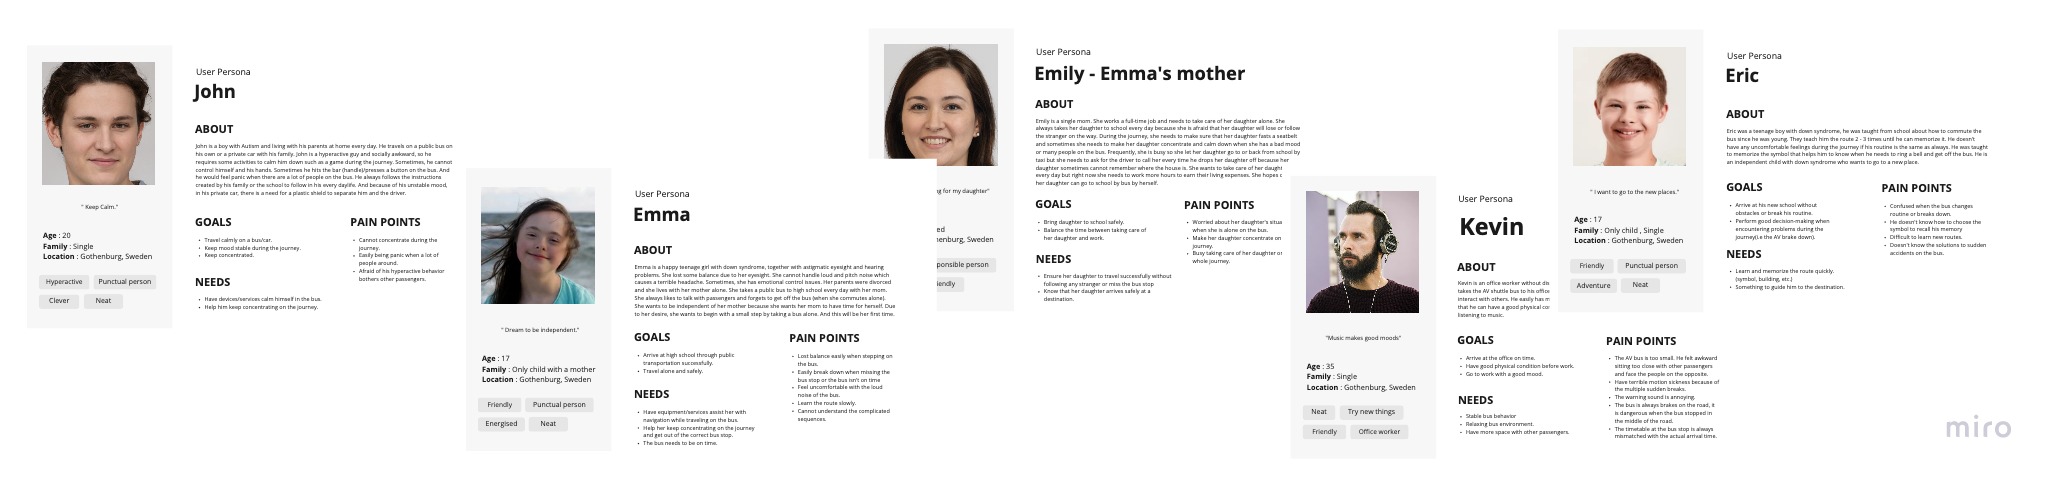 User Persona
John
ABOUT
John is a boy with Autism and living with his parents at home every day. He travels on a public bus on
his own or a private car with his family. John is a hyperactive guy and socially awkward, so he
requires some activities to calm him down such as a game during the journey. Sometimes, he cannot
control himself and his hands. Sometimes he hits the bar (handle)/presses a button on the bus. And
he would feel panic when there are a lot of people on the bus. He always follows the instructions
created by his family or the school to follow in his every daylife. And because of his unstable mood,
in his private car, there is a need for a plastic shield to separate him and the driver.
" Keep Calm."
Age : 20
Family : Single
Location : Gothenburg, Sweden
Hyperactive
Punctual person
Clever
Neat
GOALS
• Travel calmly on a bus/car.
• Keep mood stable during the journey.
• Keep concentrated.
NEEDS
• Have devices/services calm himself in the bus.
• Help him keep concentrating on the journey.
PAIN POINTS
• Cannot concentrate during the
journey.
• Easily being panic when a lot of
people around.
• Afraid of his hyperactive behavior
bothers other passengers.
User Persona
Emma
ABOUT
Emma is a happy teenage girl with down syndrome, together with astigmatic eyesight and hearing
problems. She lost some balance due to her eyesight. She cannot handle loud and pitch noise which
causes a terrible headache. Sometimes, she has emotional control issues. Her parents were divorced
and she lives with her mother alone. She takes a public bus to high school every day with her mom.
She always likes to talk with passengers and forgets to get off the bus (when she commutes alone).
She wants to be independent of her mother because she wants her mom to have time for herself. Due
to her desire, she wants to begin with a small step by taking a bus alone. And this will be her first time.
" Dream to be independent."
Age : 17
Family : Only child with a mother
Location : Gothenburg, Sweden
Friendly
Punctual person
Energised
Neat
GOALS
• Arrive at high school through public
transportation successfully.
• Travel alone and safely.
NEEDS
• Have equipment/services assist her with
navigation while traveling on the bus.
• Help her keep concentrating on the journey
and get out of the correct bus stop.
• The bus needs to be on time.
PAIN POINTS
• Lost balance easily when stepping on
the bus.
• Easily break down when missing the
bus stop or the bus isn't on time
• Feel uncomfortable with the loud
noise of the bus.
• Learn the route slowly.
• Cannot understand the complicated
sequences.
User Persona
Emily - Emma's mother
ABOUT
Emily is a single mom. She works a full-time job and needs to take care of her daughter alone. She
always takes her daughter to school every day because she is afraid that her daughter will lose or follow
the stranger on the way. During the journey, she needs to make sure that her daughter fasts a seatbelt
and sometimes she needs to make her daughter concentrate and calm down when she has a bad mood
or many people on the bus. Frequently, she is busy so she let her daughter go to or back from school by
taxi but she needs to ask for the driver to call her every time he drops her daughter off because her
daughter sometimes cannot remember where the house is. She wants to take care of her daught
every day but right now she needs to work more hours to earn their living expenses. She hopes
her daughter can go to school by bus by herself.
ng for my daughter"
ed
henburg, Sweden
ponsible person
iendly
GOALS
• Bring daughter to school safely.
• Balance the time between taking care of
her daughter and work.
NEEDS
• Ensure her daughter to travel successfully without
following any stranger or miss the bus stop
• Know that her daughter arrives safely at a
destination.
PAIN POINTS
• Worried about her daughter's situa
when she is alone on the bus.
• Make her daughter concentrate on
journey.
• Busy taking care of her daughter
whole journey.
User Persona
Kevin
ABOUT
Kevin is an office worker without dis
takes the AV shuttle bus to his office
interact with others. He easily has m
that he can have a good physical co
listening to music.
"Music makes good moods"
Age : 35
Family : Single
Location : Gothenburg, Sweden
Neat
Try new things
Friendly
Office worker
GOALS
• Arrive at the office on time.
• Have good physical condition before work.
• Go to work with a good mood.
NEEDS
• Stable bus behavior
• Relaxing bus environment.
• Have more space with other passengers.
PAIN POINTS
• The AV bus is too small. He felt awkward
sitting too close with other passengers
and face the people on the opposite.
• Have terrible motion sickness because of
the multiple sudden breaks.
• The warning sound is annoying.
• The bus is always brakes on the road, it
is dangerous when the bus stopped in
the middle of the road.
• The timetable at the bus stop is always
mismatched with the actual arrival time.
User Persona
Eric
ABOUT
Eric was a teenage boy with down syndrome, he was taught from school about how to commute the
bus since he was young. They teach him the route 2 - 3 times until he can memorize it. He doesn't
have any uncomfortable feelings during the journey if his routine is the same as always. He was taught
to memorize the symbol that helps him to know when he needs to ring a bell and get off the bus. He is
an independent child with down syndrome who wants to go to a new place.
" I want to go to the new places."
Age : 17
Family : Only child , Single
Location : Gothenburg, Sweden
Friendly
Punctual person
Adventure
Neat
GOALS
• Arrive at his new school without
obstacles or break his routine.
• Perform good decision-making when
encountering problems during the
journey(i.e the AV brake down).
NEEDS
• Learn and memorize the route quickly.
(symbol, building, etc.)
• Something to guide him to the destination.
PAIN POINTS
• Confused when the bus changes
routine or breaks down.
• He doesn't know how to choose the
symbol to recall his memory
• Difficult to learn new routes.
• Doesn't know the solutions to sudden
accidents on the bus.
miro